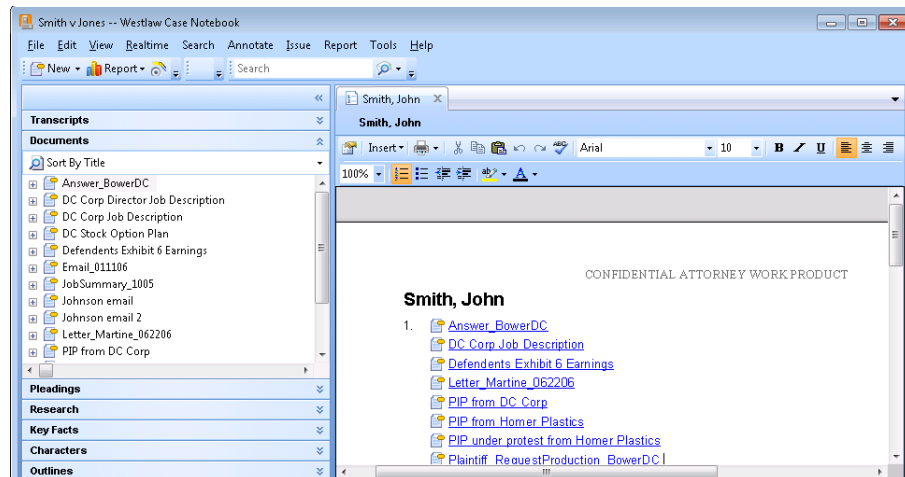 Smith v Jones -- Westlaw Case Notebook
File Edit View Realtime Search Annotate Issue Report Tools Help
New Report Search
Smith, John
Transcripts
Smith, John
Documents
Insert Arial 10 B I U
Sort By Title
100%
Answer_BowerDC
DC Corp Director Job Description
DC Corp Job Description
DC Stock Option Plan
Defendents Exhibit 6 Earnings
Email_011106
JobSummary_1005
Johnson email
Johnson email 2
Letter_Martine_062206
PIP from DC Corp
Pleadings
Research
Key Facts
Characters
Outlines
CONFIDENTIAL ATTORNEY WORK PRODUCT
Smith, John
1. Answer_BowerDC
DC Corp Job Description
Defendents Exhibit 6 Earnings
Letter_Martine_062206
PIP from DC Corp
PIP from Homer Plastics
PIP under protest from Homer Plastics
Plaintiff_RequestProduction_BowerDC